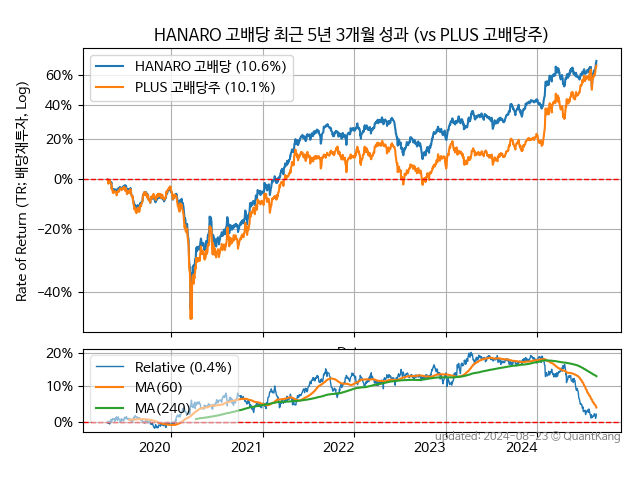 HANARO 고배당 최근 5년 3개월 성과 (vs PLUS 고배당주)
Rate of Return (TR: 배당재투자, Log)
HANARO 고배당 (10.6%)
PLUS 고배당주 (10.1%)
60%
40%
20%
0%
−20%
−40%
Relative (0.4%)
MA(60)
MA(240)
20%
10%
0%
updated: 2024-08-23 © QuantKang
2020
2021
2022
2023
2024